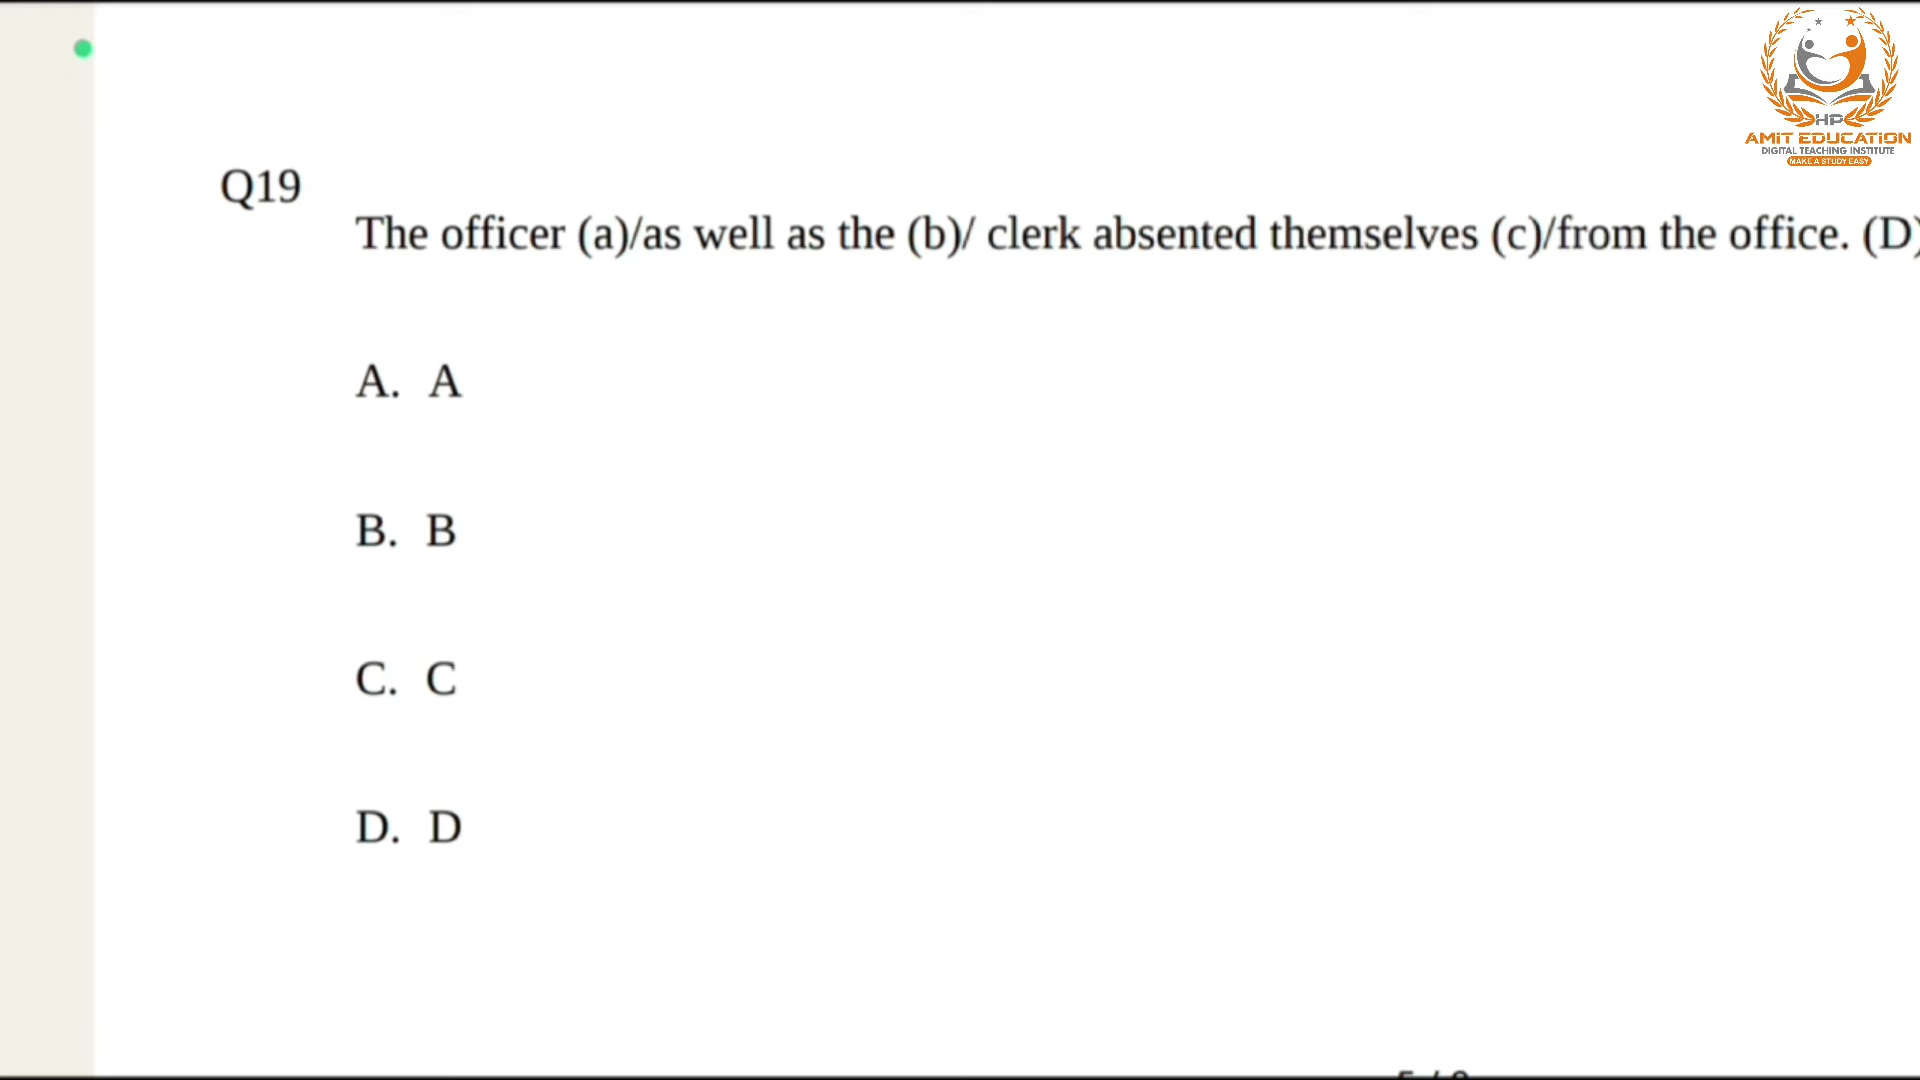 HP
AMIT EDUCATION
DIGITAL TEACHING INSTITUTE
MAKE A STUDY EASY
Q19
The officer (a)/as well as the (b)/ clerk absented themselves (c)/from the office. (D)
A. A
B. B
C. C
D. D